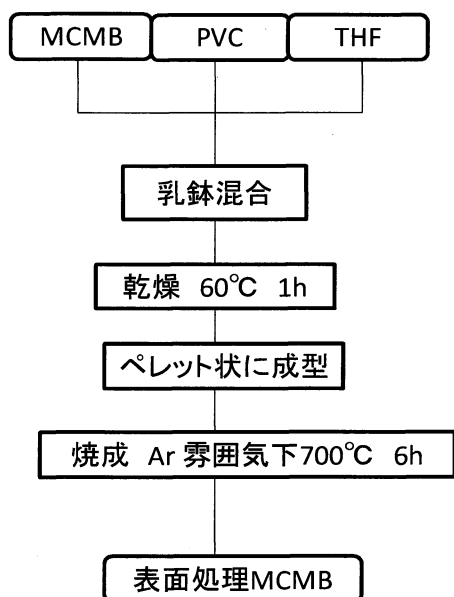 MCMB PVC THF
乳鉢混合
乾燥 60℃ 1h
ペレット状に成型
焼成 Ar 雰囲気下700℃ 6h
表面処理MCMB